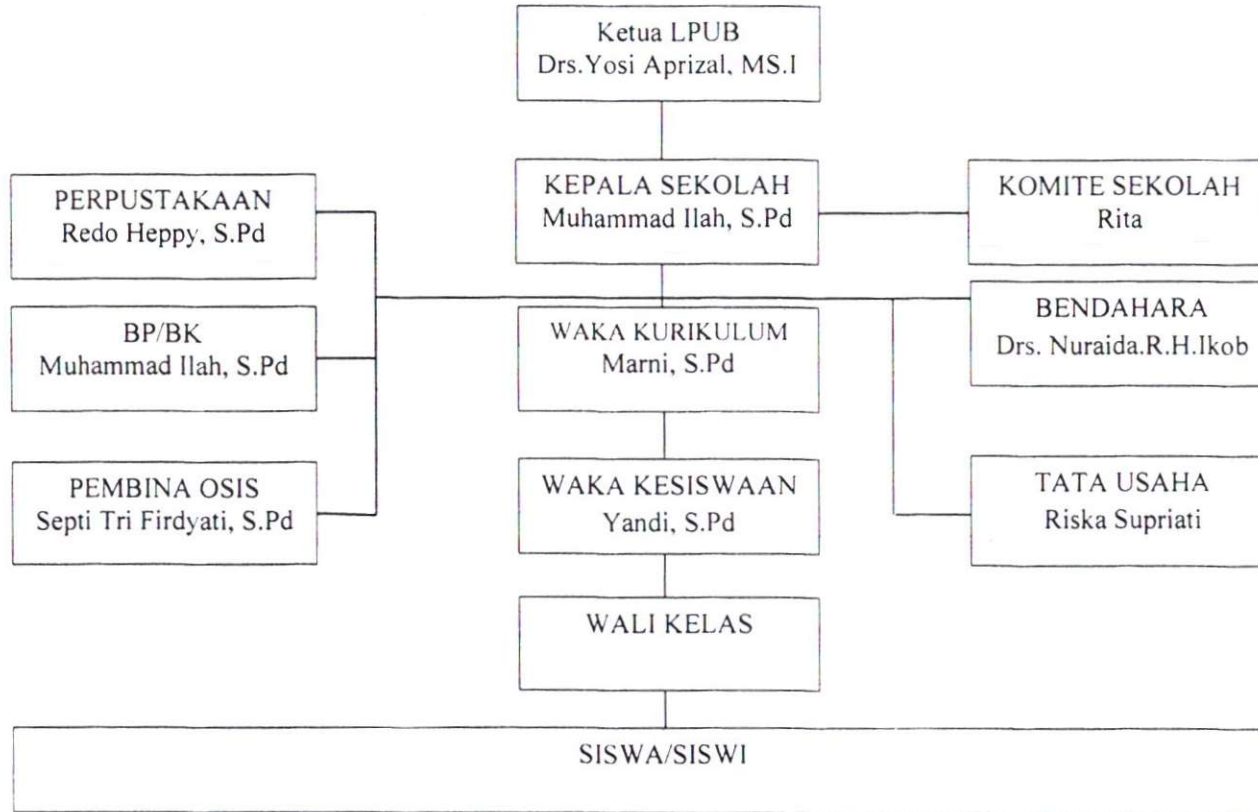 Ketua LPUB
Drs.Yosi Aprizal, MS.I
KEPALA SEKOLAH
Muhammad Ilah, S.Pd
KOMITE SEKOLAH
Rita
PERPUSTAKAAN
Redo Heppy, S.Pd
BENDAHARA
Drs. Nuraida.R.H.Ikob
BP/BK
Muhammad Ilah, S.Pd
WAKA KURIKULUM
Marni, S.Pd
PEMBINA OSIS
Septi Tri Firdyati, S.Pd
WAKA KESISWAAN
Yandi, S.Pd
TATA USAHA
Riska Supriati
WALI KELAS
SISWA/SISWI